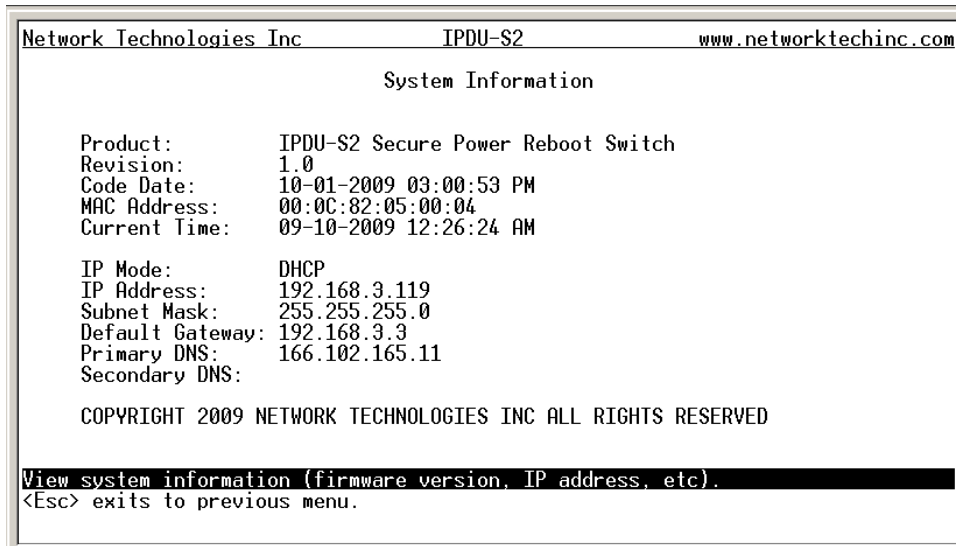 Network Technologies Inc IPDU-S2 www.networktechinc.com
System Information
Product: IPDU-S2 Secure Power Reboot Switch
Revision: 1.0
Code Date: 10-01-2009 03:00:53 PM
MAC Address: 00:0C:82:05:00:04
Current Time: 09-10-2009 12:26:24 AM
IP Mode: DHCP
IP Address: 192.168.3.119
Subnet Mask: 255.255.255.0
Default Gateway: 192.168.3.3
Primary DNS: 166.102.165.11
Secondary DNS:
COPYRIGHT 2009 NETWORK TECHNOLOGIES INC ALL RIGHTS RESERVED
View system information (firmware version, IP address, etc).
<Esc> exits to previous menu.